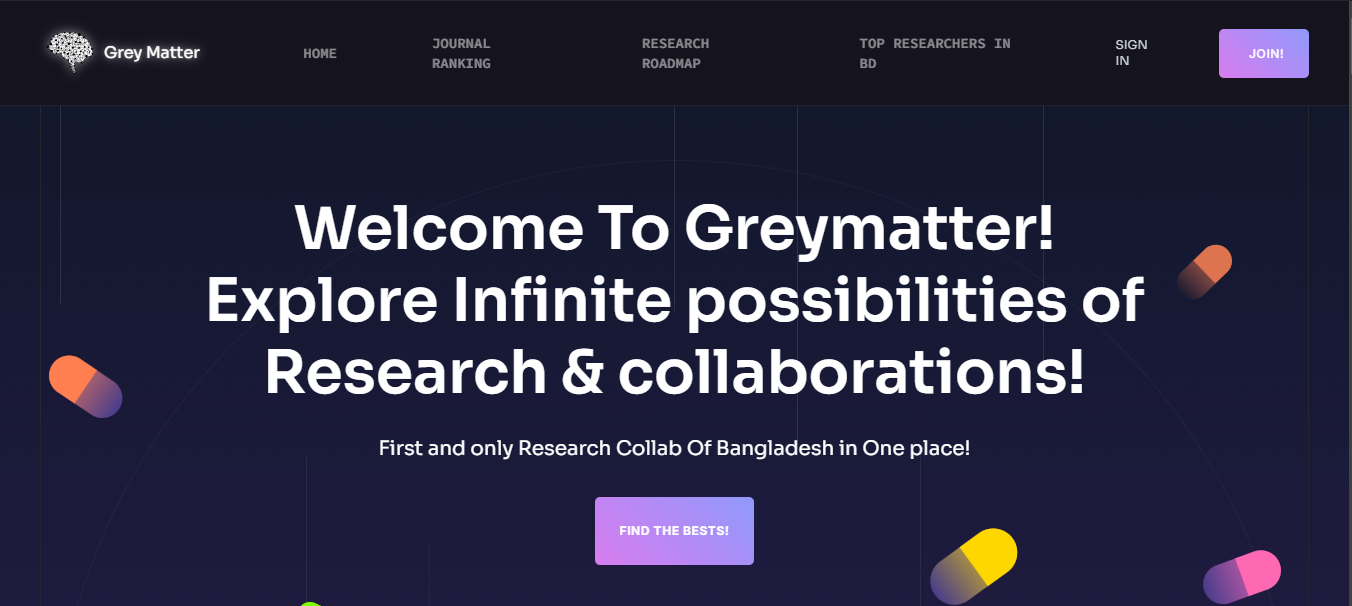 Grey Matter
HOME
JOURNAL
RANKING
RESEARCH
ROADMAP
TOP RESEARCHERS IN
BD
SIGN
IN
JOIN!
Welcome To Greymatter!
Explore Infinite possibilities of
Research & collaborations!
First and only Research Collab Of Bangladesh in One place!
FIND THE BESTS!